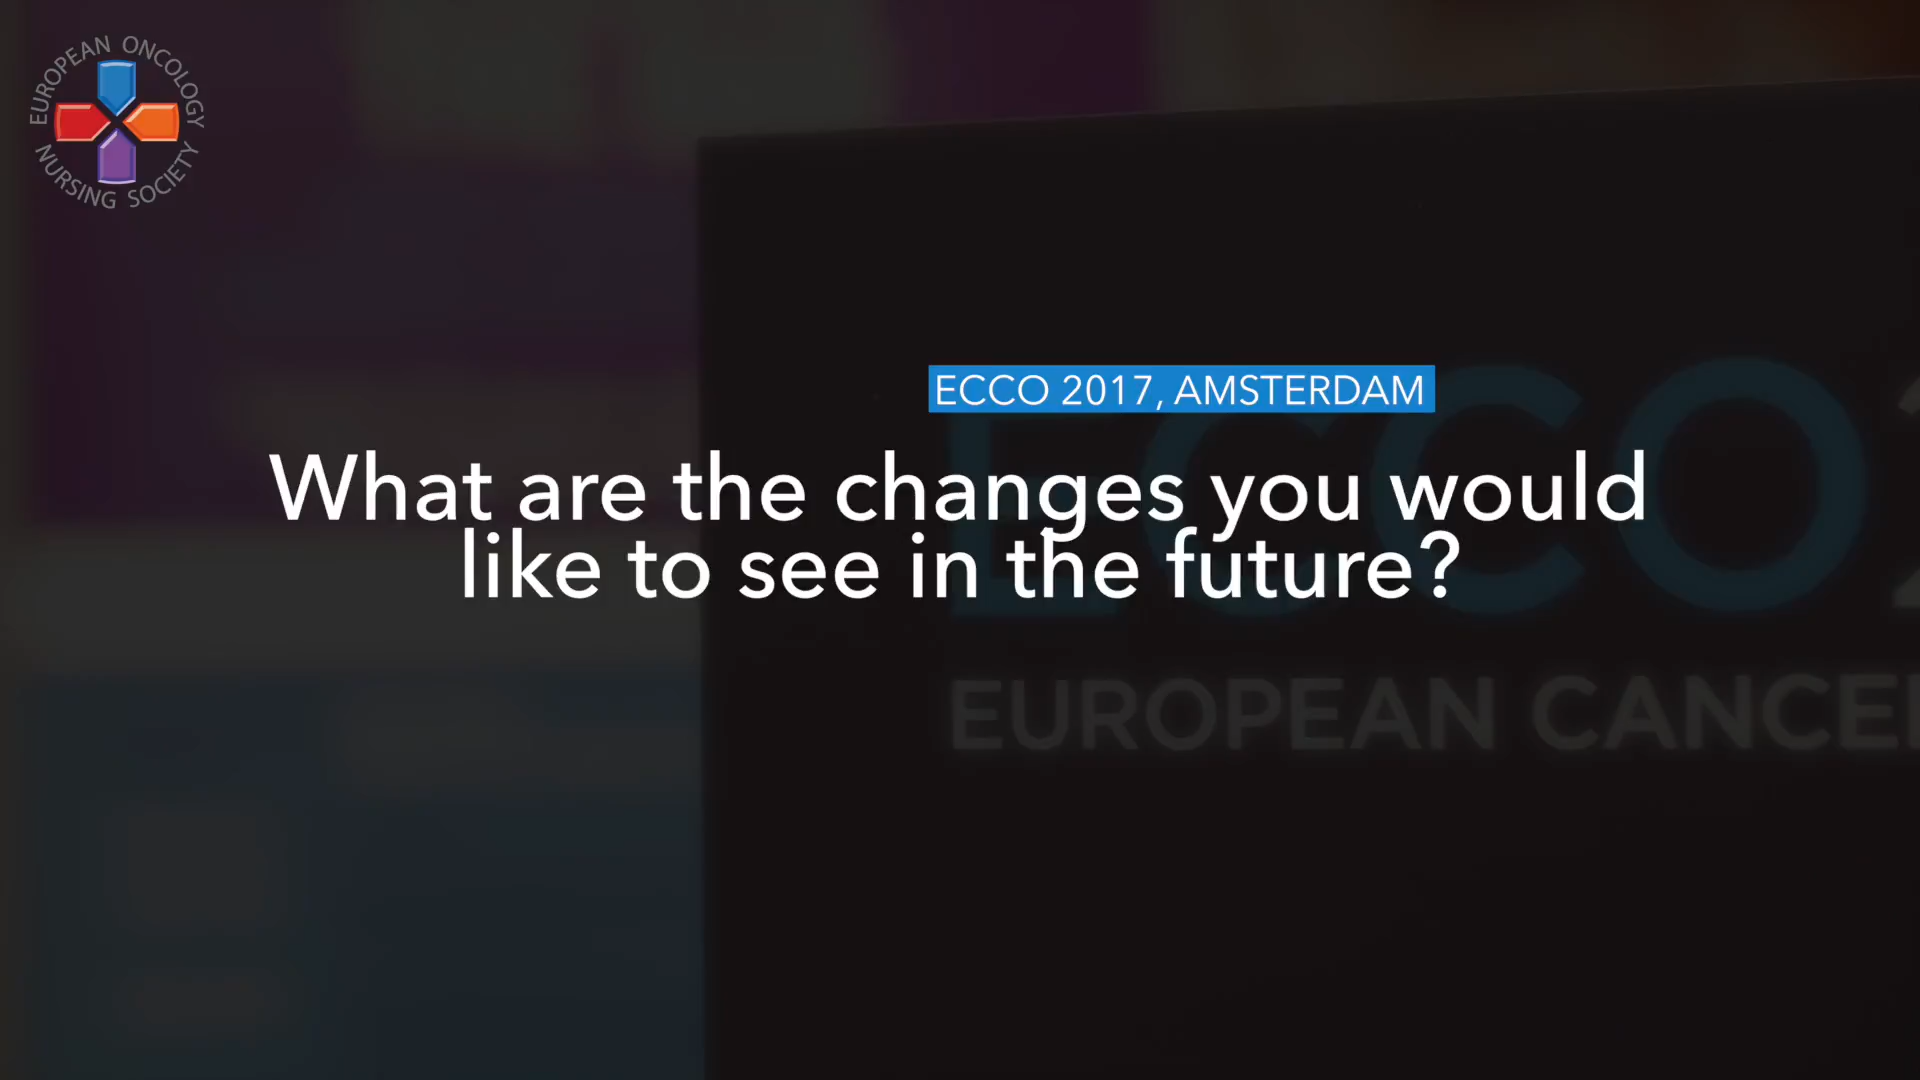 EUROPEAN ONCOLOGY
NURSING SOCIETY
ECCO 2017, AMSTERDAM
What are the changes you would
like to see in the future?
ECCO
EUROPEAN CANCE